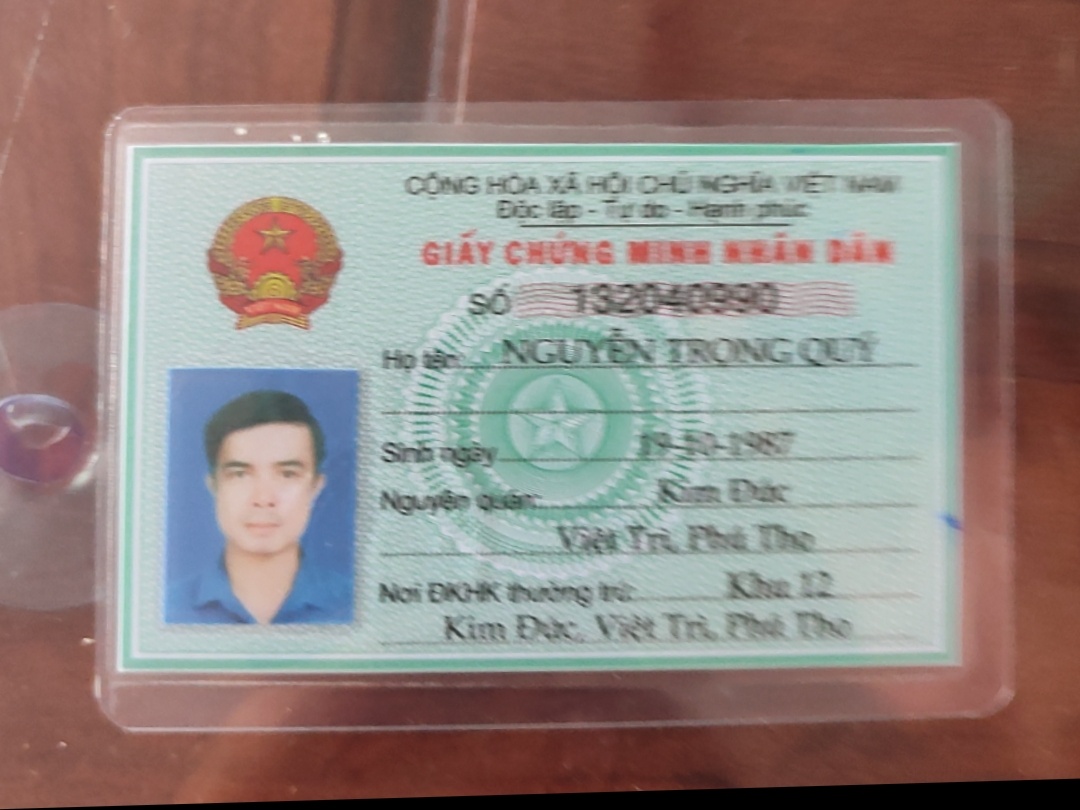 CỘNG HÒA XÃ HỘI CHỦ NGHĨA VIỆT NAM
Độc lập - Tự do - Hạnh phúc
GIẤY CHỨNG MINH NHÂN DÂN
SỐ 132040990
Họ tên: NGUYỄN TRỌNG QUÝ
Sinh ngày 19-10-1987
Nguyên quán: Kim Đức
Việt Trì, Phú Thọ
Nơi ĐKHK thường trú: Khu 12
Kim Đức, Việt Trì, Phú Thọ